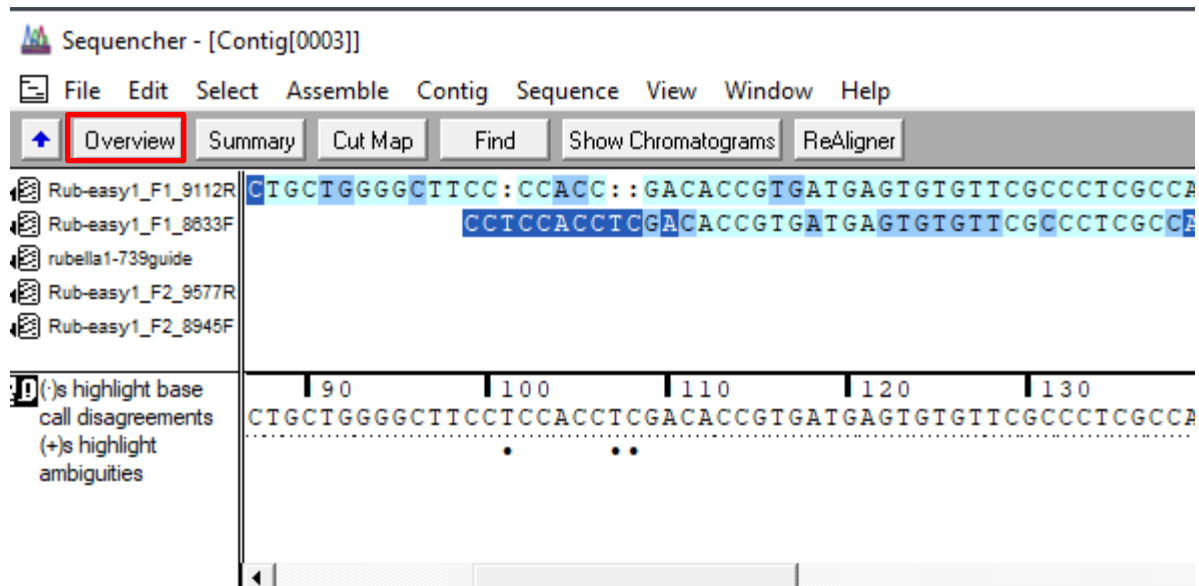 Sequencher - [Contig[0003]]
File Edit Select Assemble Contig Sequence View Window Help
Overview Summary Cut Map Find Show Chromatograms ReAligner
Rub-easy1_F1_9112R CTGCTGGGGCTTCC:CCACC::GACACCGTGATGAGTGTGTTCGCCCTCGCCA
Rub-easy1_F1_8633F CCTCCACCTCGACACCGTGATGAGTGTGTTCGCCCTCGCCA
rubella1-739guide
Rub-easy1_F2_9577R
Rub-easy1_F2_8945F
(·)s highlight base 90 100 110 120 130
call disagreements CTGCTGGGGCTTCCTCCACCTCGACACCGTGATGAGTGTGTTCGCCCTCGCCA
(+)s highlight
ambiguities